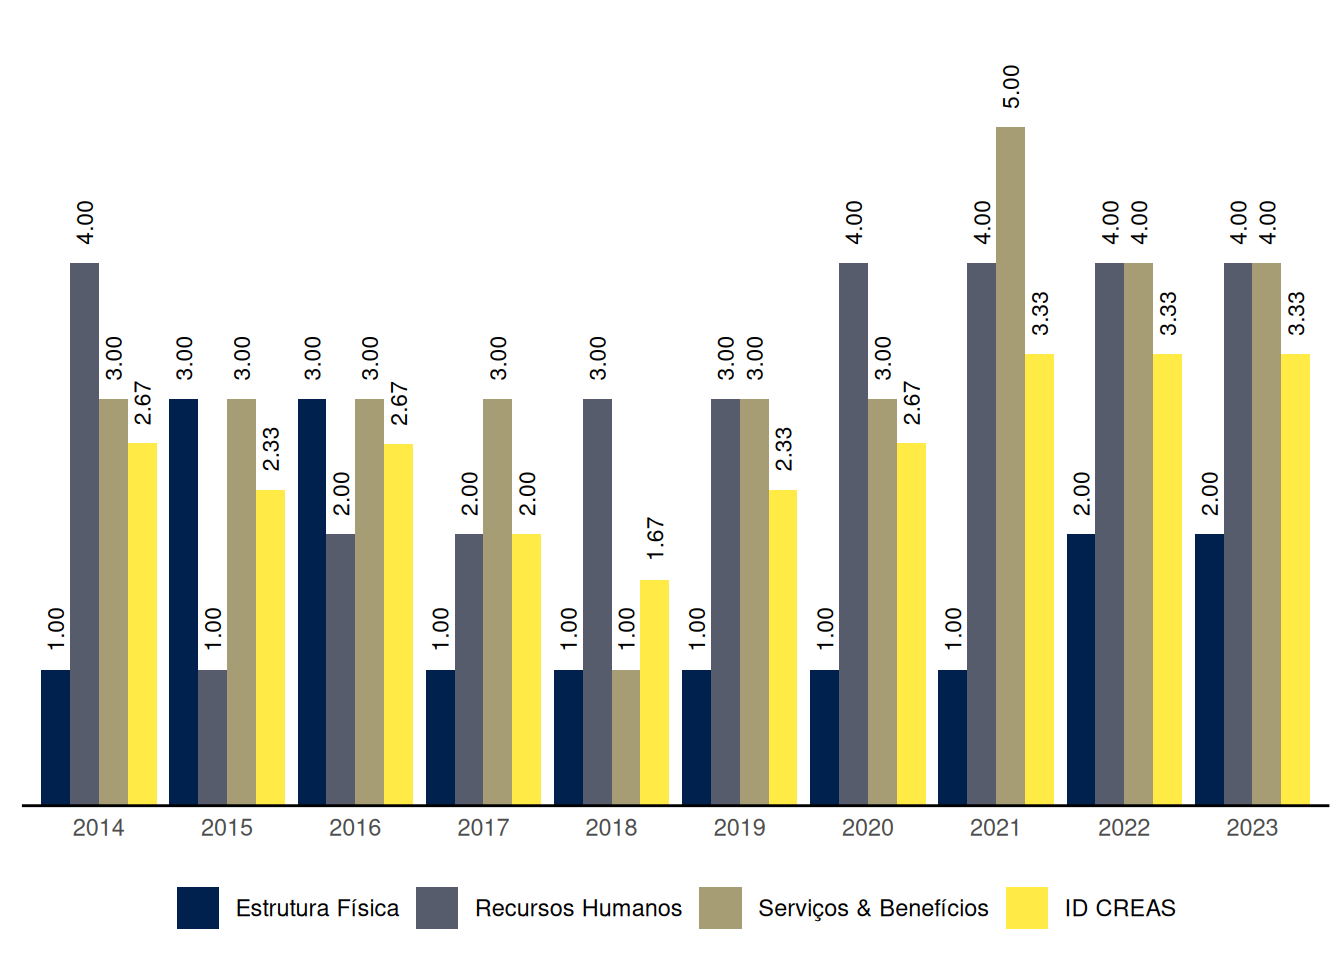 1.00 4.00 3.00 2.67
3.00 1.00 3.00 2.33
3.00 2.00 3.00 2.67
1.00 2.00 3.00 2.00
1.00 3.00 1.00 1.67
1.00 3.00 3.00 2.33
1.00 4.00 3.00 2.67
1.00 4.00 5.00 3.33
2.00 4.00 4.00 3.33
2.00 4.00 4.00 3.33
2014 2015 2016 2017 2018 2019 2020 2021 2022 2023
Estrutura Física Recursos Humanos Serviços & Benefícios ID CREAS